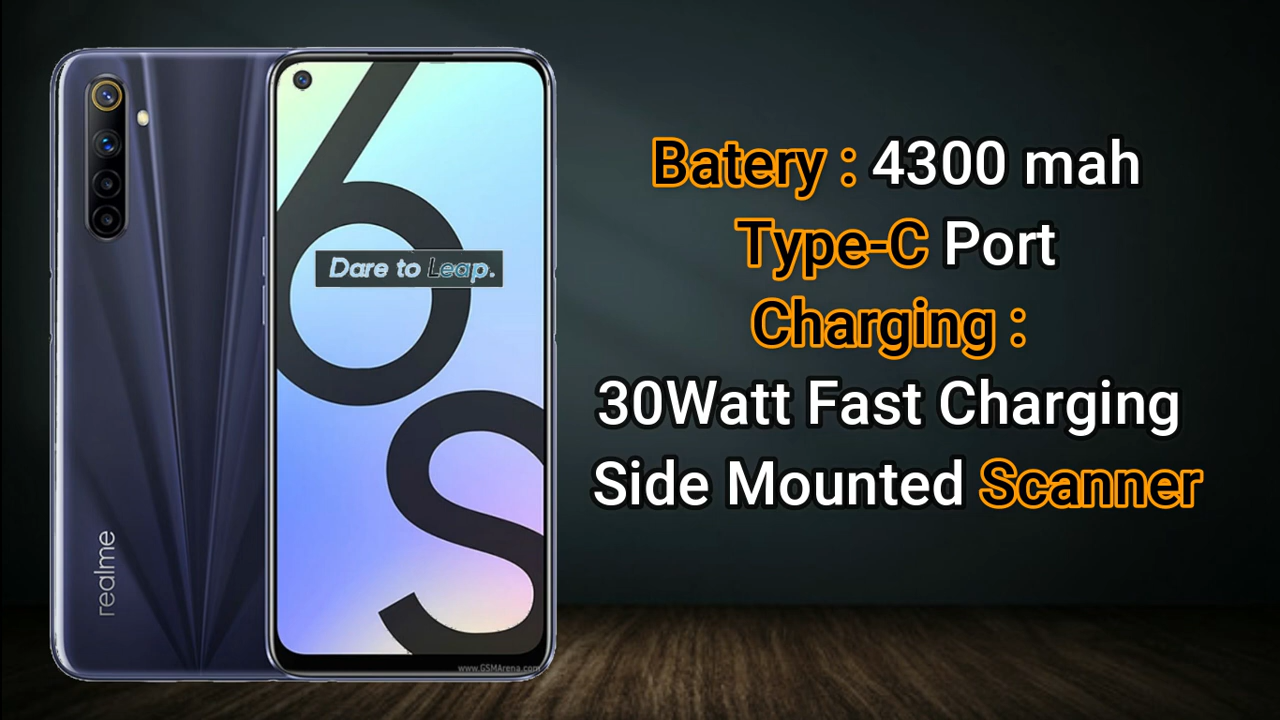 realme
6
S
Dare to Leap.
www.GSMArena.com
Batery : 4300 mah
Type-C Port
Charging :
30Watt Fast Charging
Side Mounted Scanner